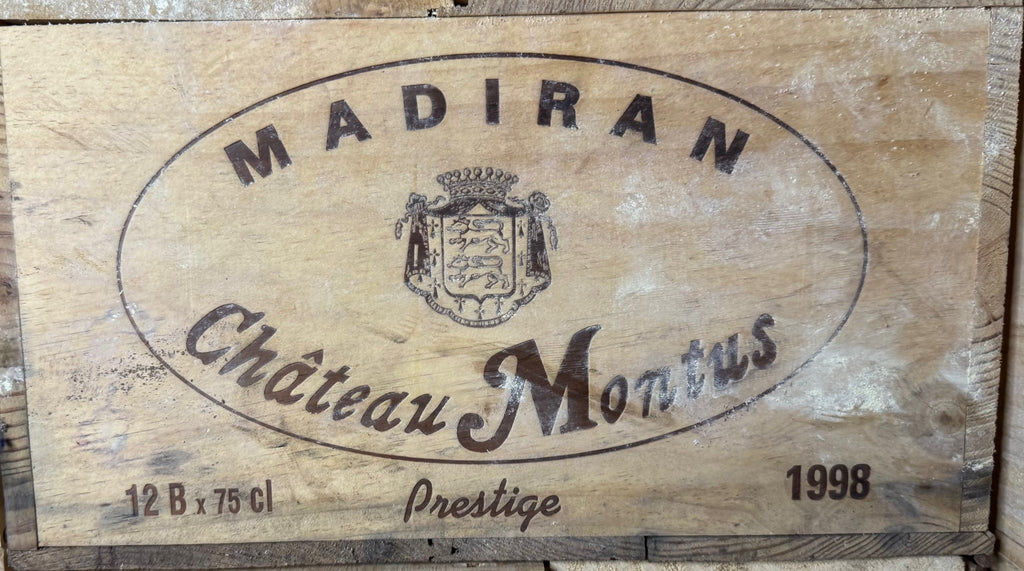 MADIRAN
Château Montus
12 B x 75 cl
Prestige
1998